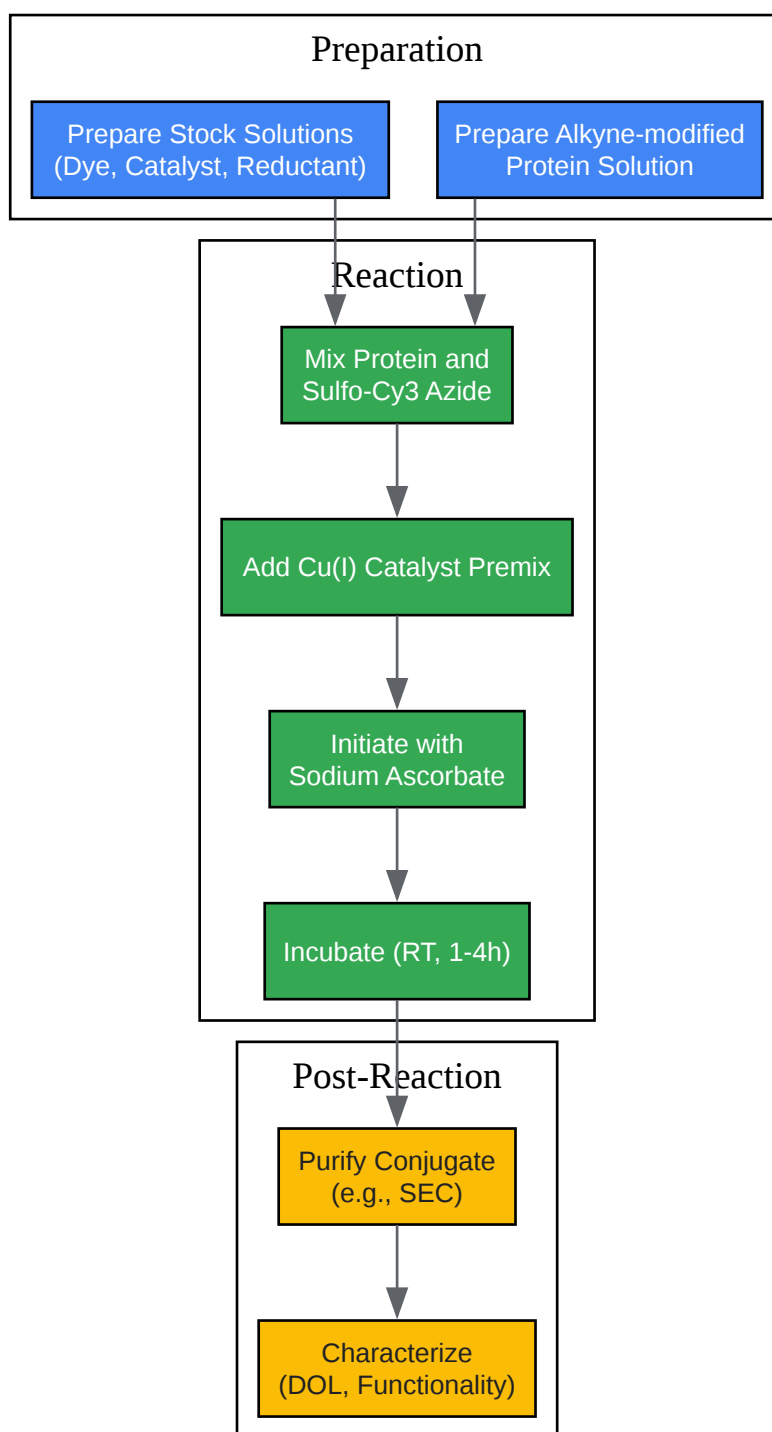 Preparation
Prepare Stock Solutions
(Dye, Catalyst, Reductant)
Prepare Alkyne-modified
Protein Solution
Reaction
Mix Protein and
Sulfo-Cy3 Azide
Add Cu(I) Catalyst Premix
Initiate with
Sodium Ascorbate
Incubate (RT, 1-4h)
Post-Reaction
Purify Conjugate
(e.g., SEC)
Characterize
(DOL, Functionality)